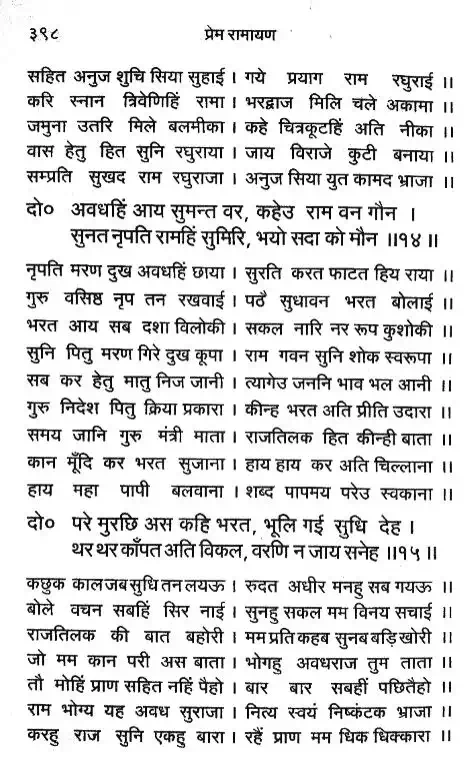 ३९८ प्रेम रामायण
सहित अनुज शुचि सिया सुहाई । गये प्रयाग राम रघुराई ।।
करि स्नान त्रिवेणिहिं रामा । भरद्वाज मिलि चले अकामा ।।
जमुना उतरि मिले बलमीका । कहे चित्रकूटहिं अति नीका ।।
वास हेतु हित सुनि रघुराया । जाय विराजे कुटी बनाया ।।
सम्प्रति सुखद राम रघुराजा । अनुज सिया युत कामद भ्राजा ।।
दो० अवधहिं आय सुमन्त वर, कहेउ राम वन गौन ।
सुनत नृपति रामहिं सुमिरि, भयो सदा को मौन ।।१४।।
नृपति मरण दुख अवधहिं छाया । सुरति करत फाटत हिय राया ।।
गुरु वसिष्ठ नृप तन रखवाई । पठै सुधावन भरत बोलाई ।।
भरत आय सब दशा विलोकी । सकल नारि नर रूप कुशोकी ।।
सुनि पितु मरण गिरे दुख कूपा । राम गवन सुनि शोक स्वरूपा ।।
सब कर हेतु मातु निज जानी । त्यागेउ जननि भाव भल आनी ।।
गुरु निदेश पितु क्रिया प्रकारा । कीन्ह भरत अति प्रीति उदारा ।।
समय जानि गुरु मंत्री माता । राजतिलक हित कीन्ही बाता ।।
कान मूँदि कर भरत सुजाना । हाय हाय कर अति चिल्लाना ।।
हाय महा पापी बलवाना । शब्द पापमय परेउ स्वकाना ।।
दो० परे मुरछि अस कहि भरत, भूलि गई सुधि देह ।
थर थर काँपत अति विकल, वरणि न जाय सनेह ।।१५।।
कछुक काल जब सुधि तन लयऊ । रुदत अधीर मनहु सब गयऊ ।।
बोले वचन सबहिं सिर नाई । सुनहु सकल मम विनय सचाई ।।
राजतिलक की बात बहोरी । मम प्रति कहब सुनब बड़ि खोरी ।।
जो मम कान परी अस बाता । भोगहु अवधराज तुम ताता ।।
तौ मोहिं प्राण सहित नहिं पैहो । बार बार सबहीं पछितैहो ।।
राम भोग्य यह अवध सुराजा । नित्य स्वयं निष्कंटक भ्राजा ।।
करहु राज सुनि एकहु बारा । रहैं प्राण मम धिक धिक्कारा ।।